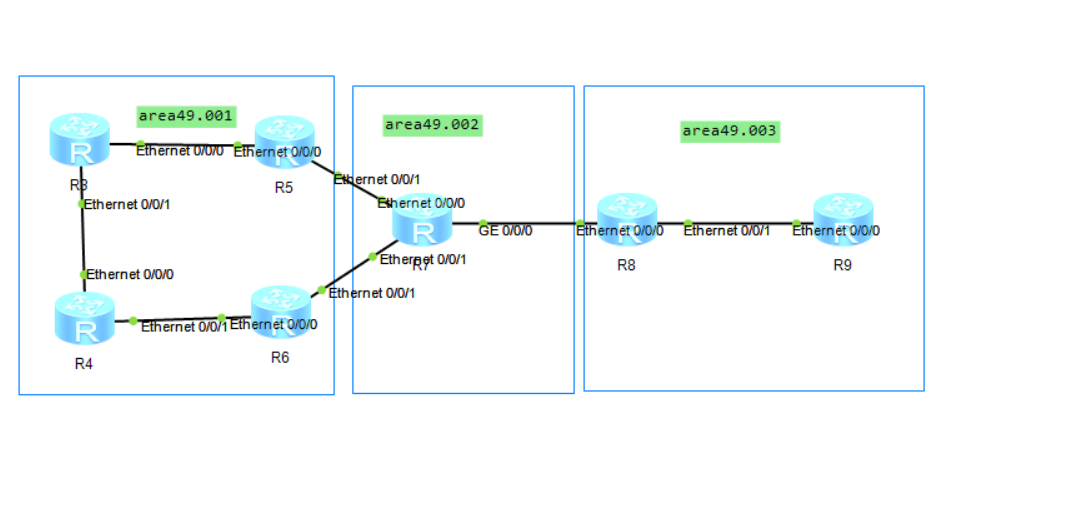 area49.001
area49.002
area49.003
R
Ethernet 0/0/0
Ethernet 0/0/0
R
R3
R5
Ethernet 0/0/1
Ethernet 0/0/1
Ethernet 0/0/0
R
GE 0/0/0
Ethernet 0/0/0
R
Ethernet 0/0/1
Ethernet 0/0/0
R
R7
Ethernet 0/0/1
R8
R9
Ethernet 0/0/0
Ethernet 0/0/1
R
Ethernet 0/0/1
Ethernet 0/0/0
R
R4
R6